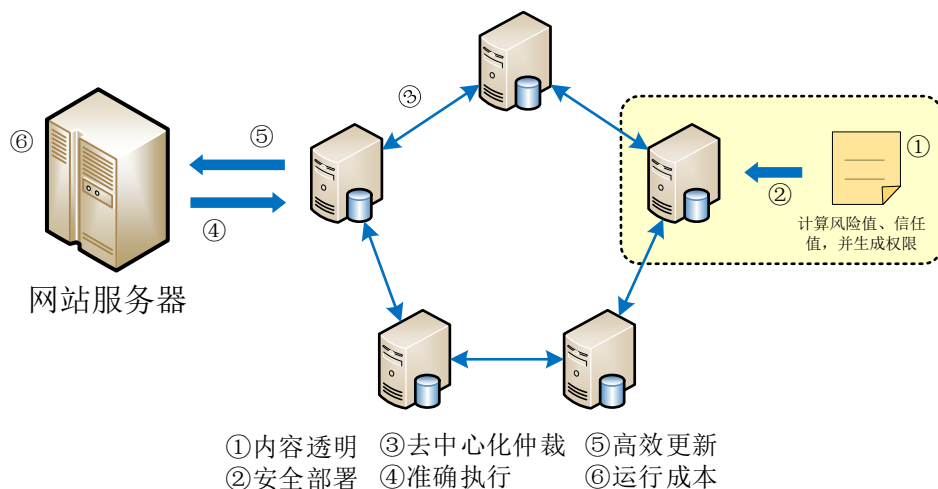 ③
①
⑥
⑤
②
④
计算风险值、信任
值，并生成权限
网站服务器
①内容透明 ③去中心化仲裁 ⑤高效更新
②安全部署 ④准确执行 ⑥运行成本